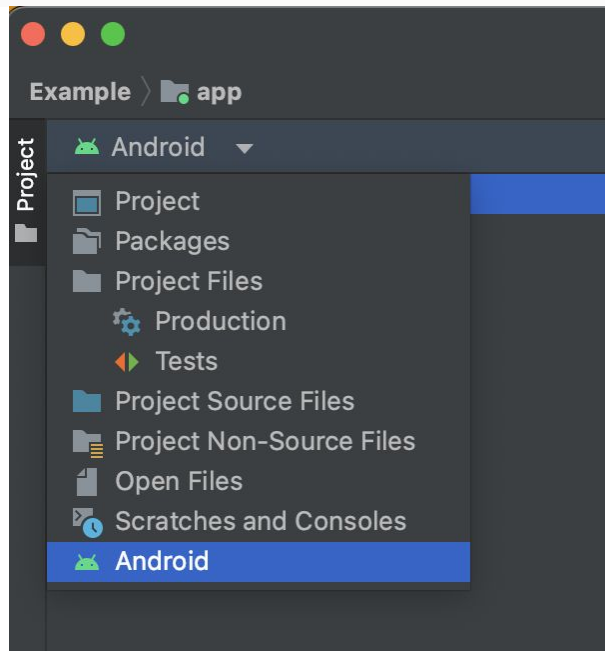 Example app
Project
Android
Project
Packages
Project Files
Production
Tests
Project Source Files
Project Non-Source Files
Open Files
Scratches and Consoles
Android